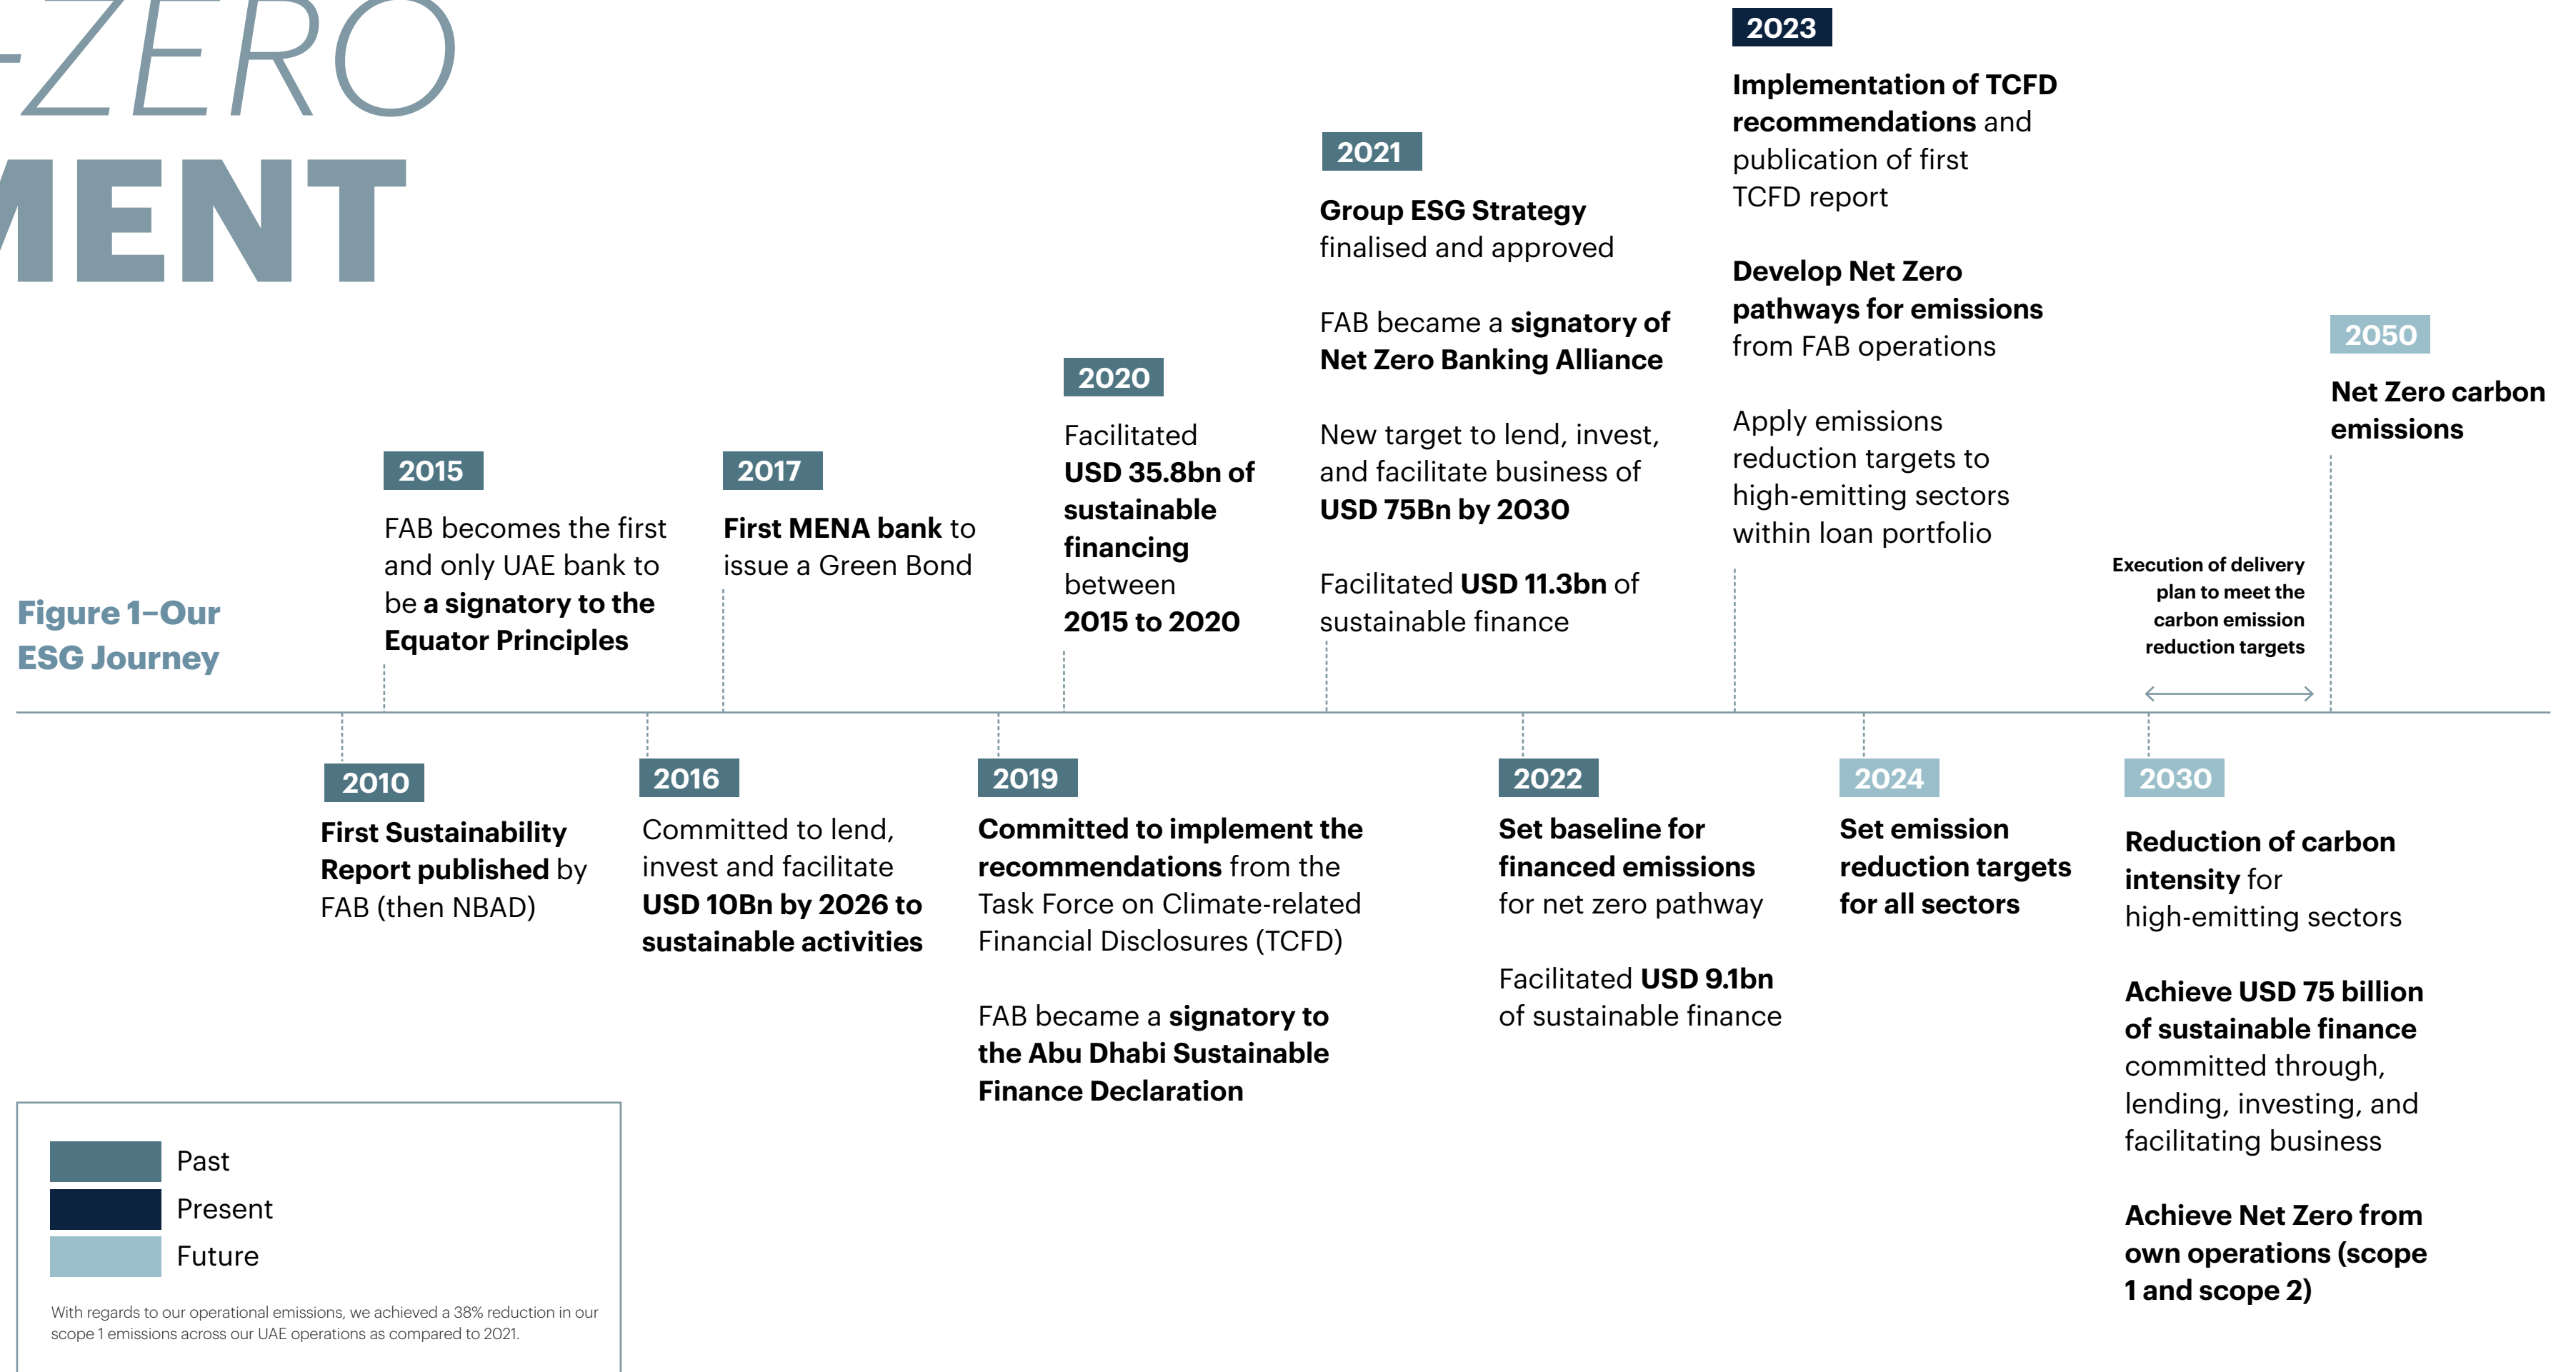 -ZERO
MENT
Figure 1–Our
ESG Journey
2010
First Sustainability
Report published by
FAB (then NBAD)
2015
FAB becomes the first
and only UAE bank to
be a signatory to the
Equator Principles
2016
Committed to lend,
invest and facilitate
USD 10Bn by 2026 to
sustainable activities
2017
First MENA bank to
issue a Green Bond
2019
Committed to implement the
recommendations from the
Task Force on Climate-related
Financial Disclosures (TCFD)
FAB became a signatory to
the Abu Dhabi Sustainable
Finance Declaration
2020
Facilitated
USD 35.8bn of
sustainable
financing
between
2015 to 2020
2021
Group ESG Strategy
finalised and approved
FAB became a signatory of
Net Zero Banking Alliance
New target to lend, invest,
and facilitate business of
USD 75Bn by 2030
Facilitated USD 11.3bn of
sustainable finance
2022
Set baseline for
financed emissions
for net zero pathway
Facilitated USD 9.1bn
of sustainable finance
2023
Implementation of TCFD
recommendations and
publication of first
TCFD report
Develop Net Zero
pathways for emissions
from FAB operations
Apply emissions
reduction targets to
high-emitting sectors
within loan portfolio
2024
Set emission
reduction targets
for all sectors
2030
Reduction of carbon
intensity for
high-emitting sectors
Achieve USD 75 billion
of sustainable finance
committed through,
lending, investing, and
facilitating business
Achieve Net Zero from
own operations (scope
1 and scope 2)
Execution of delivery
plan to meet the
carbon emission
reduction targets
2050
Net Zero carbon
emissions
Past
Present
Future
With regards to our operational emissions, we achieved a 38% reduction in our
scope 1 emissions across our UAE operations as compared to 2021.